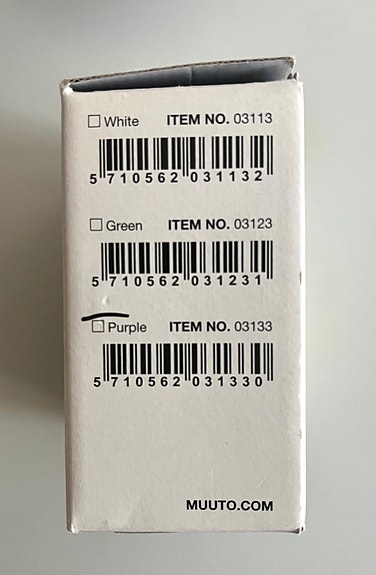 ☐ White ITEM NO. 03113
5 710562 031132
☐ Green ITEM NO. 03123
5 710562 031231
☐ Purple ITEM NO. 03133
5 710562 031330
MUUTO.COM